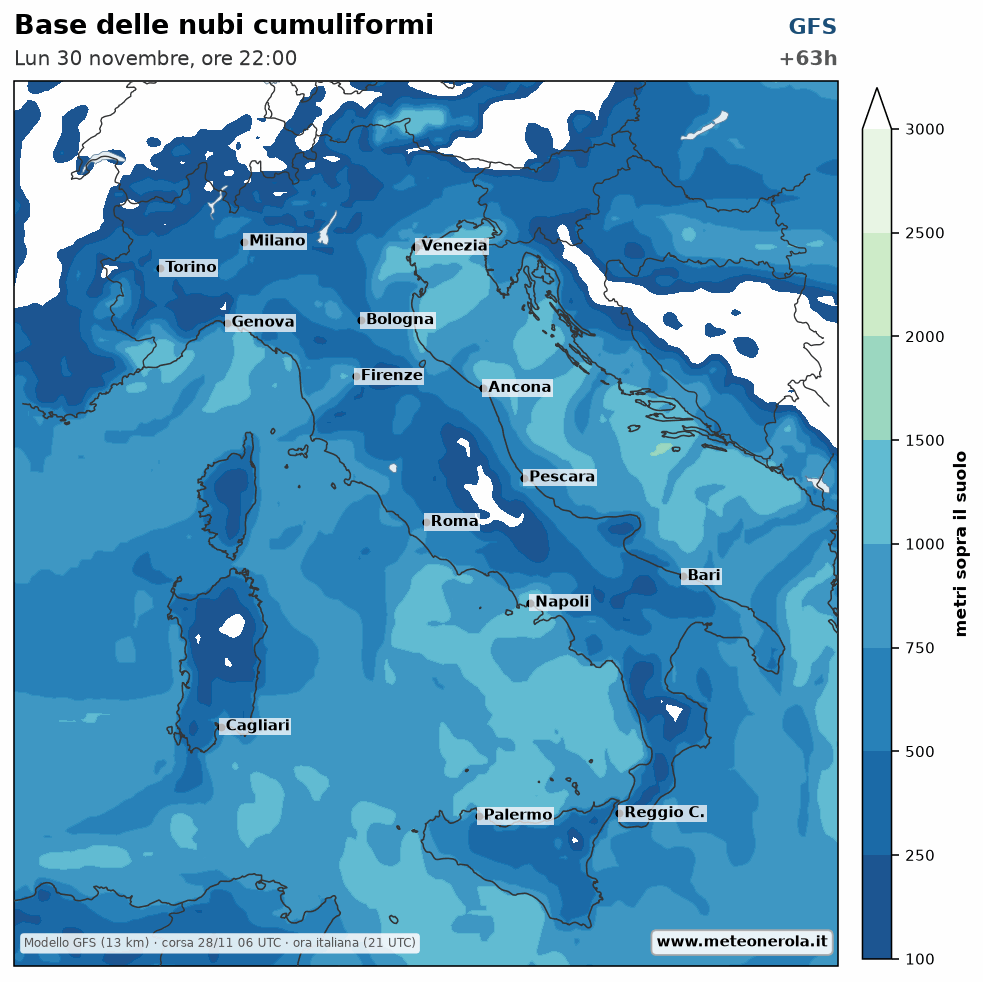 Base delle nubi cumuliformi
GFS
Lun 30 novembre, ore 22:00
+63h
Milano
Venezia
Torino
Genova
Bologna
Firenze
Ancona
Pescara
Roma
Bari
Napoli
Cagliari
Palermo
Reggio C.
3000
2500
2000
1500
1000
750
500
250
100
metri sopra il suolo
Modello GFS (13 km) · corsa 28/11 06 UTC · ora italiana (21 UTC)
www.meteonerola.it